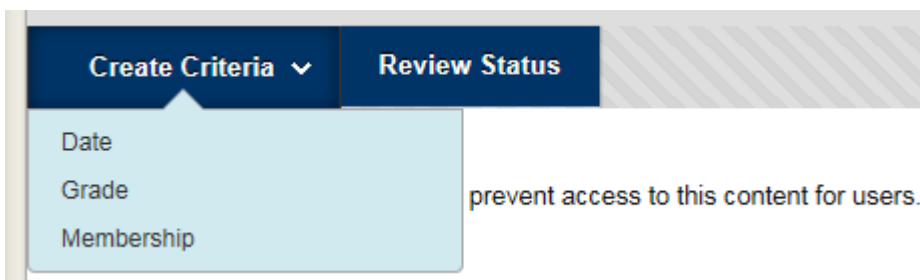 Create Criteria Review Status
Date
Grade
prevent access to this content for users.
Membership